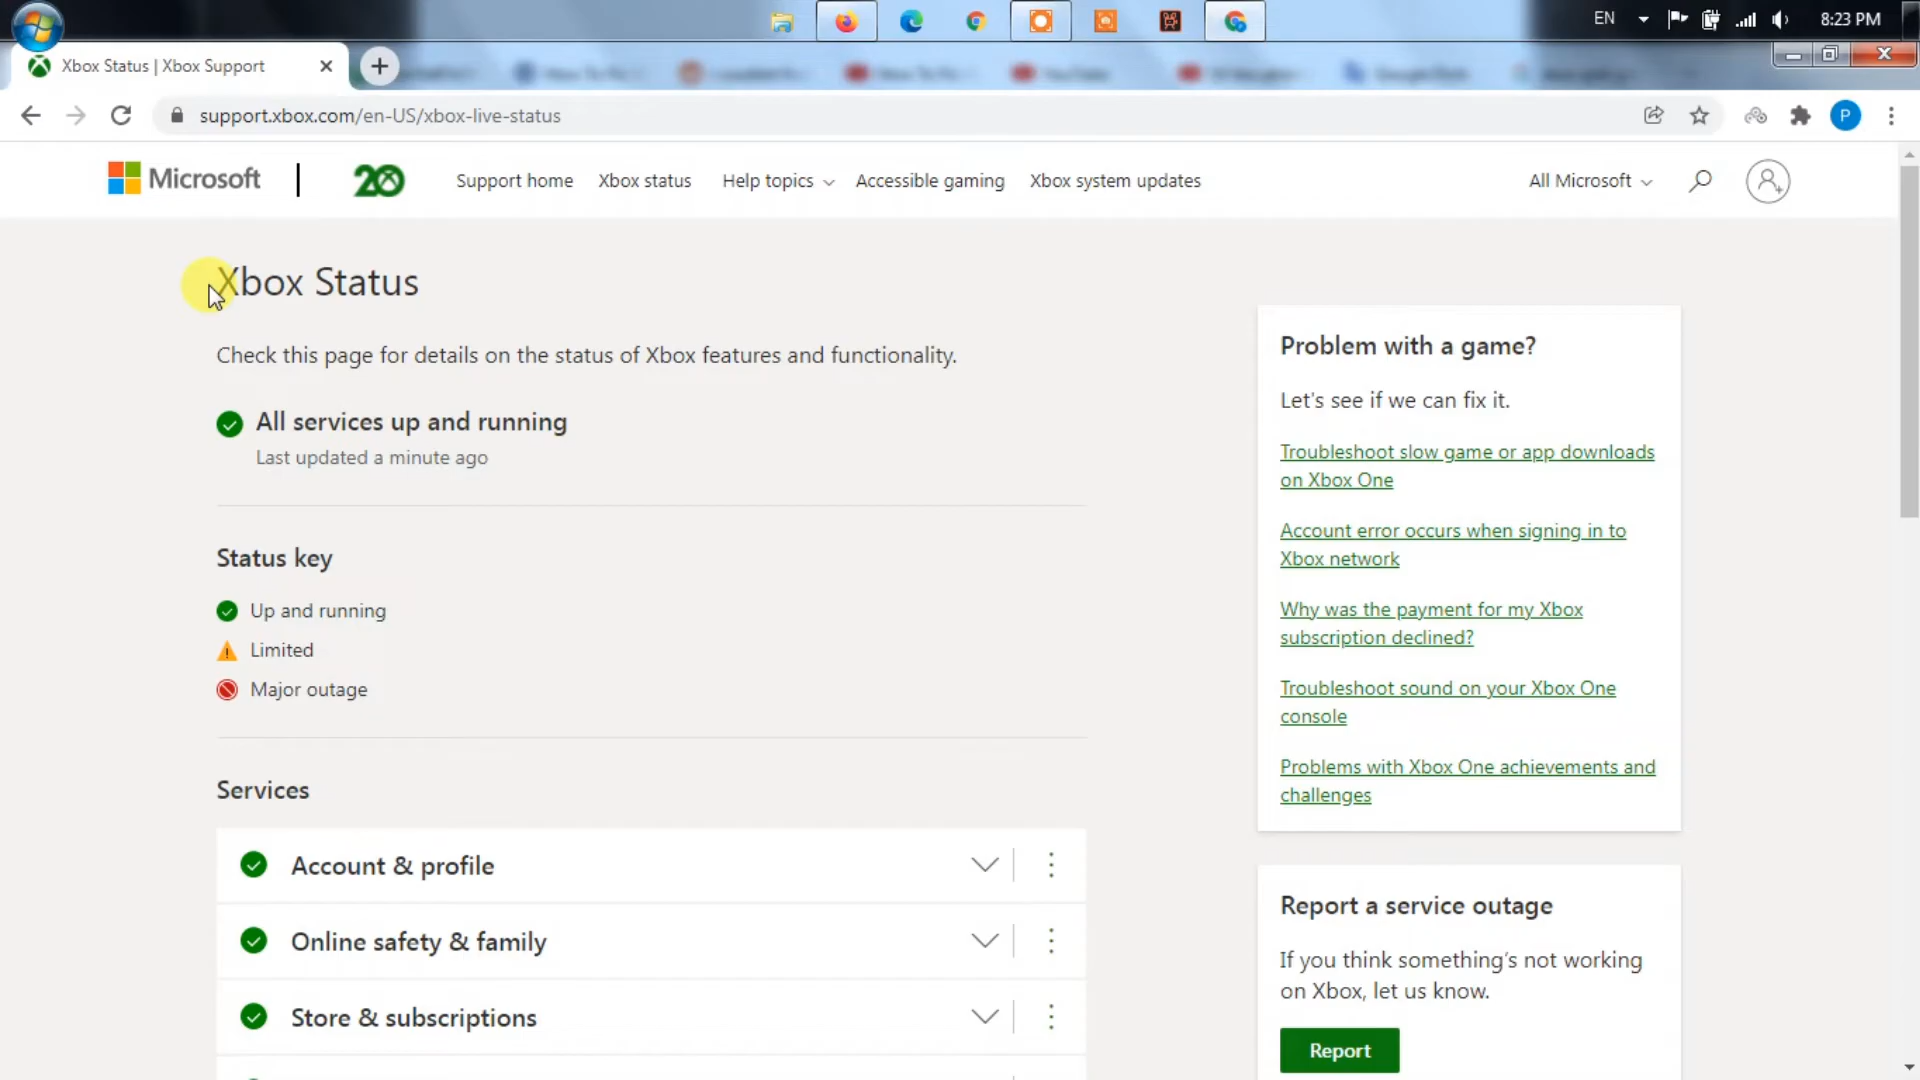 EN
8:23 PM
Xbox Status | Xbox Support
YouTube
support.xbox.com/en-US/xbox-live-status
P
Microsoft
20
Support home
Xbox status
Help topics
Accessible gaming
Xbox system updates
All Microsoft
Xbox Status
Check this page for details on the status of Xbox features and functionality.
All services up and running
Last updated a minute ago
Status key
Up and running
Limited
Major outage
Services
Account & profile
Online safety & family
Store & subscriptions
Problem with a game?
Let's see if we can fix it.
Troubleshoot slow game or app downloads
on Xbox One
Account error occurs when signing in to
Xbox network
Why was the payment for my Xbox
subscription declined?
Troubleshoot sound on your Xbox One
console
Problems with Xbox One achievements and
challenges
Report a service outage
If you think something's not working
on Xbox, let us know.
Report